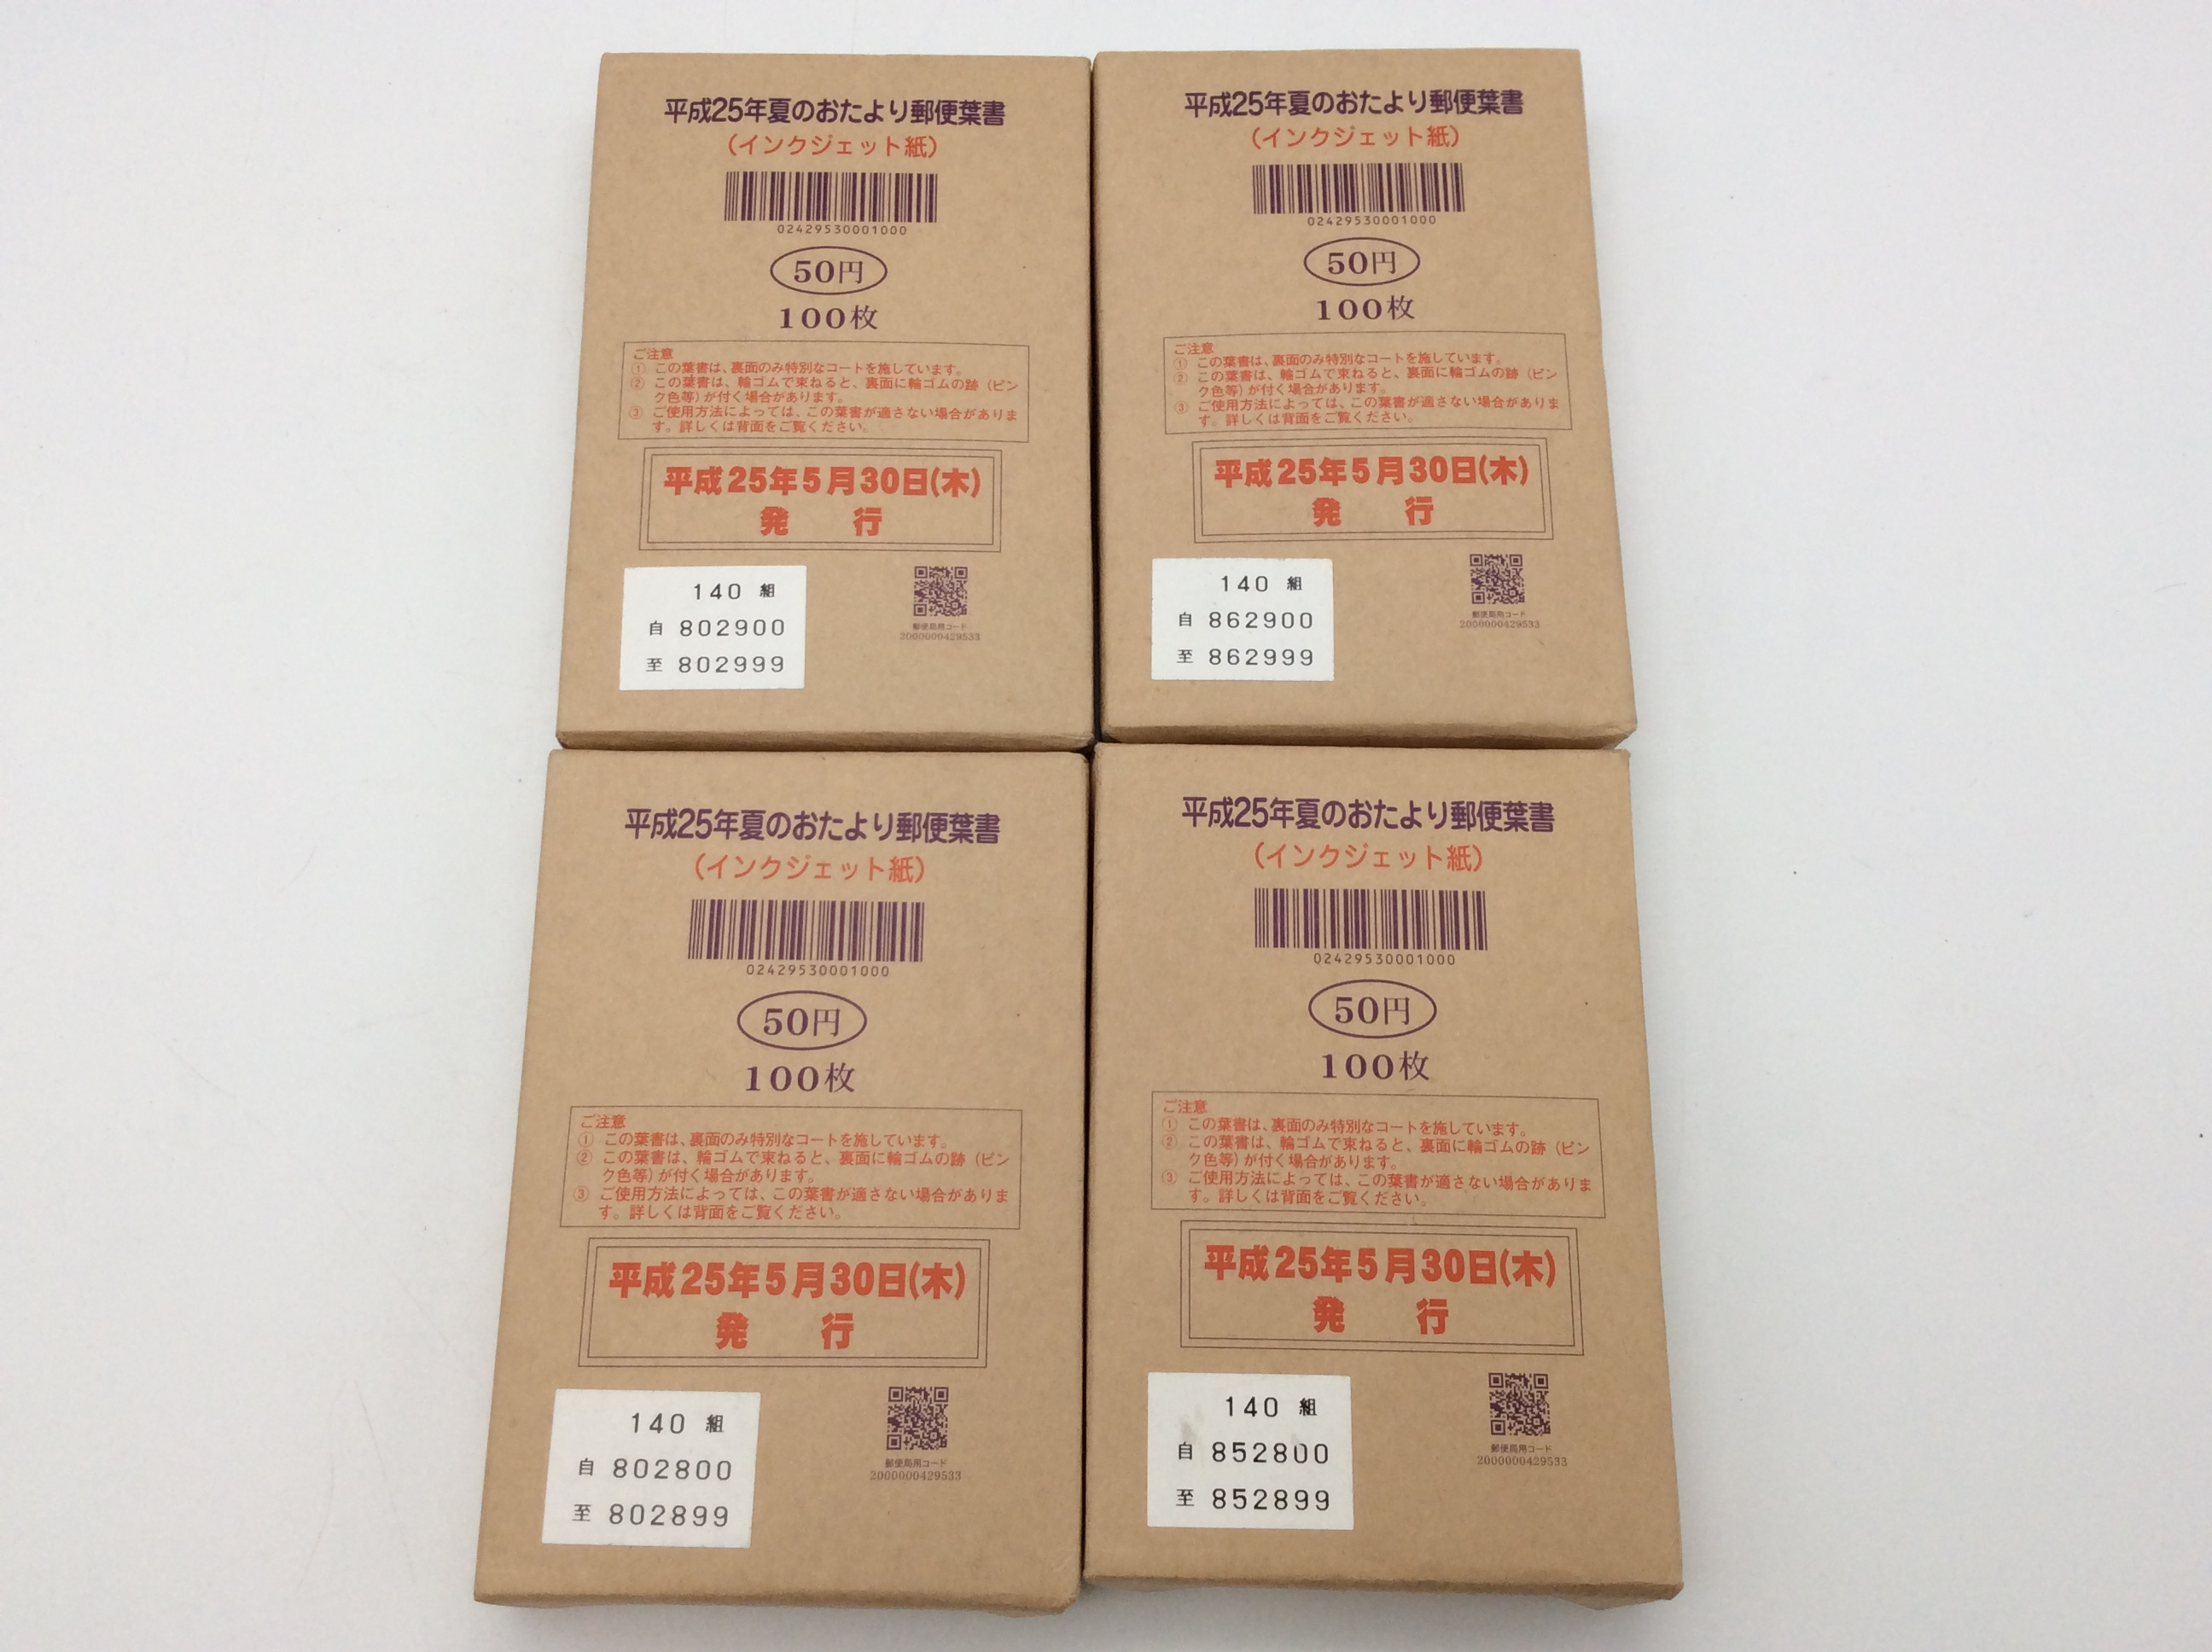 平成25年夏のおたより郵便葉書
(インクジェット紙)
02429530001000
50円
100枚
ご注意
① この葉書は、裏面のみ特別なコートを施しています。
② この葉書は、輪ゴムで束ねると、裏面に輪ゴムの跡(ピン
ク色等)が付く場合があります。
③ ご使用方法によっては、この葉書が適さない場合がありま
す。詳しくは背面をご覧ください。
平成25年5月30日(木)
発 行
140 組
自 802900
至 802999
郵便局用コード
2000000429533
平成25年夏のおたより郵便葉書
(インクジェット紙)
02429530001000
50円
100枚
ご注意
① この葉書は、裏面のみ特別なコートを施しています。
② この葉書は、輪ゴムで束ねると、裏面に輪ゴムの跡(ピン
ク色等)が付く場合があります。
③ ご使用方法によっては、この葉書が適さない場合がありま
す。詳しくは背面をご覧ください。
平成25年5月30日(木)
発 行
140 組
自 862900
至 862999
郵便局用コード
2000000429533
平成25年夏のおたより郵便葉書
(インクジェット紙)
02429530001000
50円
100枚
ご注意
① この葉書は、裏面のみ特別なコートを施しています。
② この葉書は、輪ゴムで束ねると、裏面に輪ゴムの跡(ピン
ク色等)が付く場合があります。
③ ご使用方法によっては、この葉書が適さない場合がありま
す。詳しくは背面をご覧ください。
平成25年5月30日(木)
発 行
140 組
自 802800
至 802899
郵便局用コード
2000000429533
平成25年夏のおたより郵便葉書
(インクジェット紙)
02429530001000
50円
100枚
ご注意
① この葉書は、裏面のみ特別なコートを施しています。
② この葉書は、輪ゴムで束ねると、裏面に輪ゴムの跡(ピン
ク色等)が付く場合があります。
③ ご使用方法によっては、この葉書が適さない場合がありま
す。詳しくは背面をご覧ください。
平成25年5月30日(木)
発 行
140 組
自 852800
至 852899
郵便局用コード
2000000429533